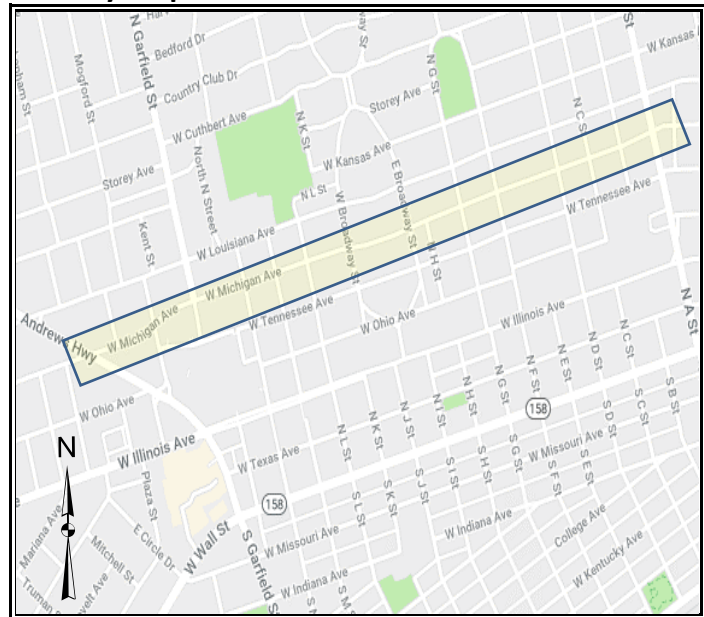 N Garfield St
Bedford Dr
Country Club Dr
Mogford St
W Cuthbert Ave
Storey Ave
Storey Ave
W Kansas Ave
W Kansas
N G St
N K St
N L St
North N Street
Kent St
W Louisiana Ave
W Broadway St
E Broadway St
N H St
N C St
W Tennessee Ave
N A St
W Michigan Ave
W Michigan Ave
W Tennessee Ave
W Ohio Ave
W Illinois Ave
Hwy
W Ohio Ave
W Illinois Ave
Plaza St
W Texas Ave
N L St
N K St
N J St
N I St
N H St
N G St
N F St
N E St
N D St
N C St
158
S B St
S C St
S D St
S E St
S F St
S G St
S H St
S I St
S J St
S K St
S L St
W Missouri Ave
158
W Wall St
S Garfield St
W Missouri Ave
W Indiana Ave
W Indiana Ave
College Ave
W Kentucky Ave
N
Mariana Ave
Mitchell St
E Circle Dr
Truman St